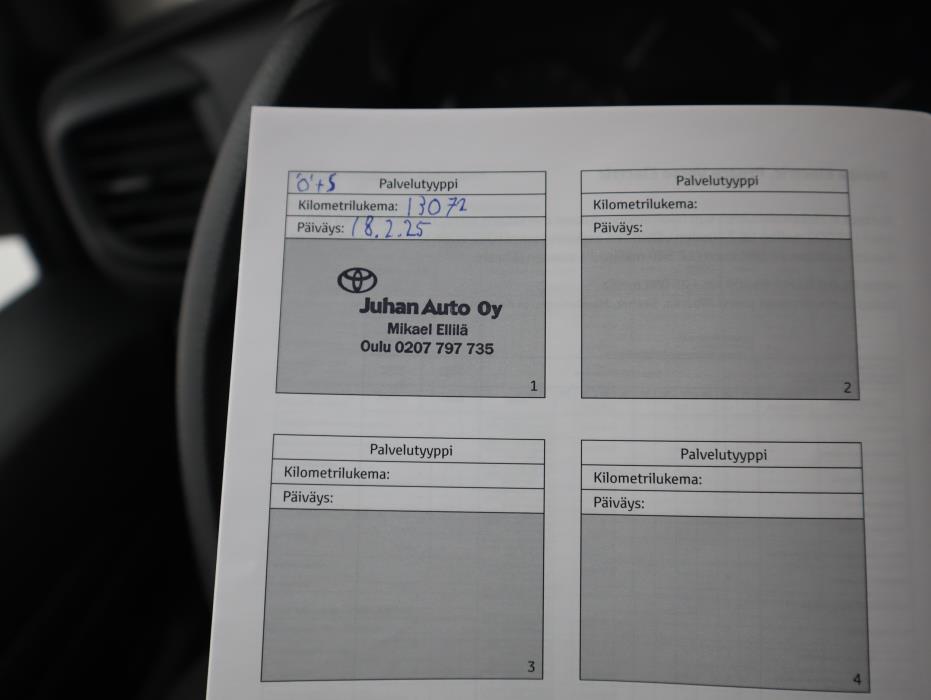 "Ö"+S Palvelutyyppi
Kilometrilukema: 13072
Päiväys: 18.2.25
Juhan Auto Oy
Mikael Ellilä
Oulu 0207 797 735
1
Palvelutyyppi
Kilometrilukema:
Päiväys:
2
Palvelutyyppi
Kilometrilukema:
Päiväys:
3
Palvelutyyppi
Kilometrilukema:
Päiväys:
4